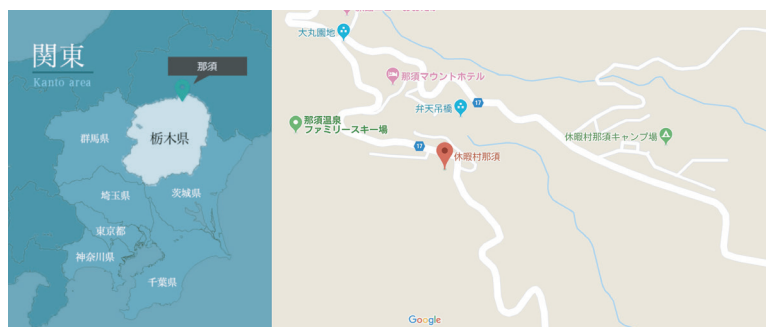 関東
Kanto area
那須
栃木県
群馬県
埼玉県
茨城県
東京都
神奈川県
千葉県
大丸園地
那須マウントホテル
弁天吊橋
17
那須温泉
ファミリースキー場
17
休暇村那須
休暇村那須キャンプ場
Google